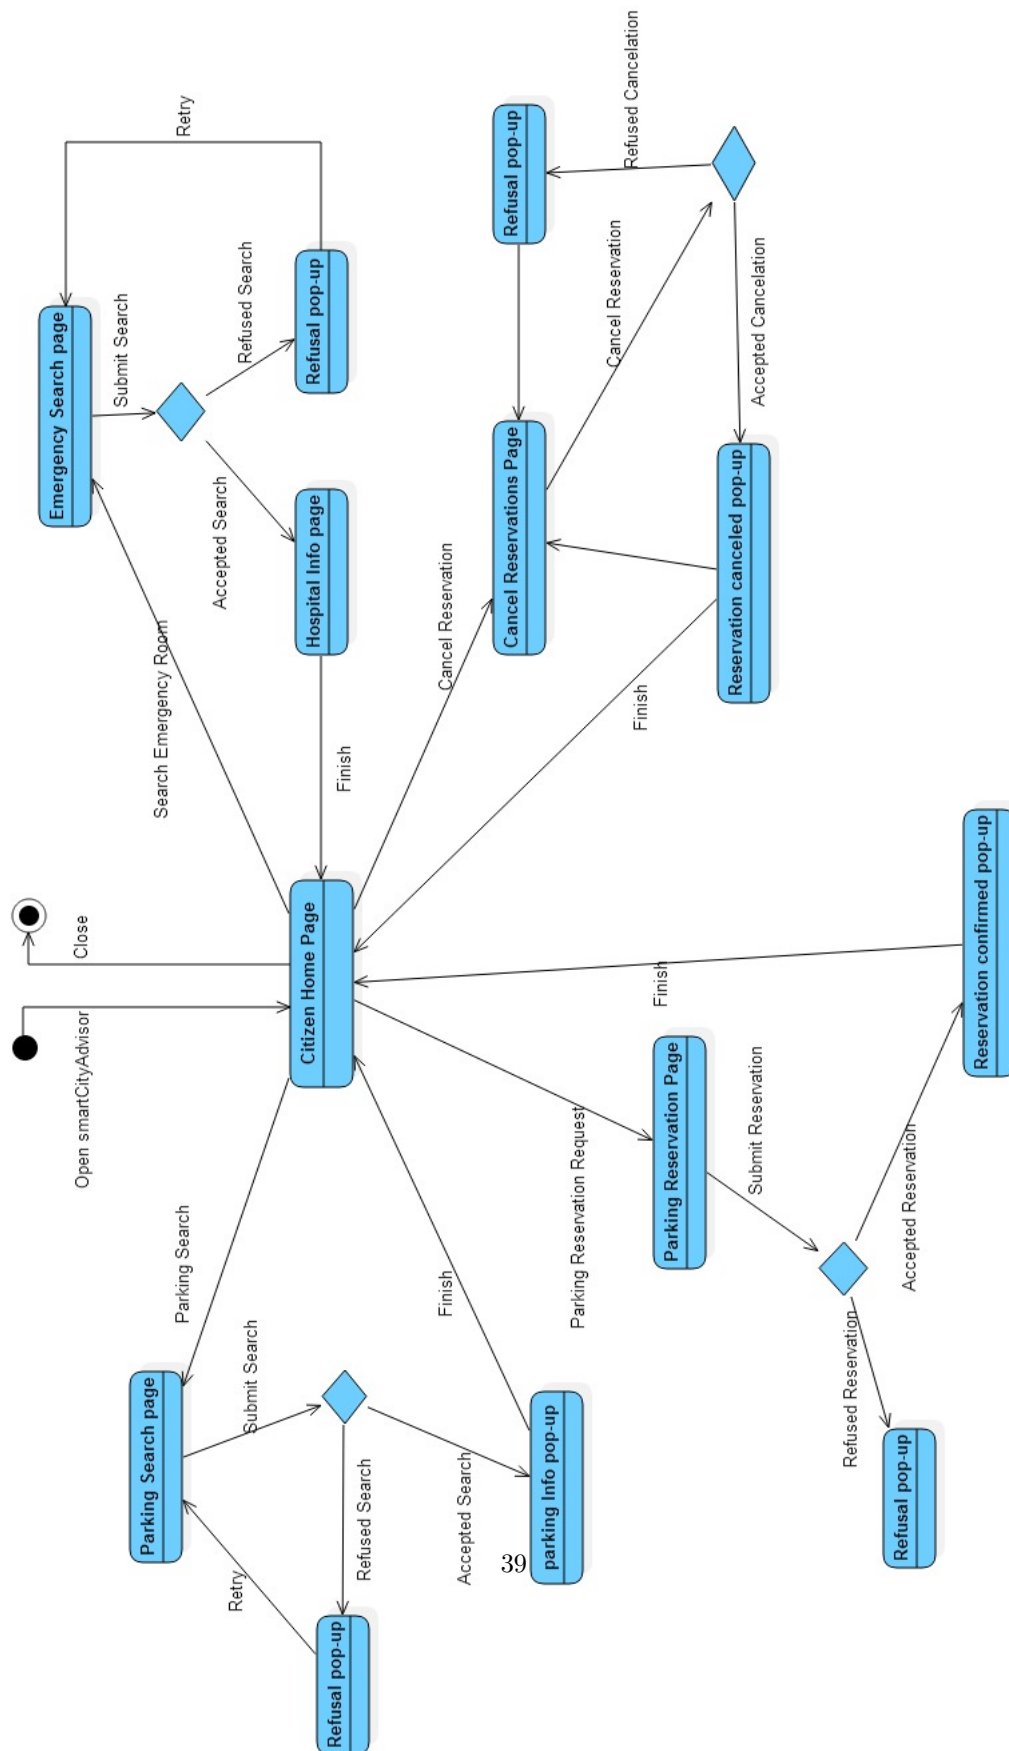 Open smartCityAdvisor
Close
Citizen Home Page
Parking Search
Parking Search page
Submit Search
Retry
Refused Search
Accepted Search
Refusal pop-up
parking Info pop-up
Finish
Search Emergency Room
Emergency Search page
Submit Search
Retry
Refused Search
Accepted Search
Refusal pop-up
Hospital Info page
Finish
Cancel Reservation
Cancel Reservations Page
Cancel Reservation
Refused Cancelation
Accepted Cancelation
Refusal pop-up
Reservation canceled pop-up
Finish
Parking Reservation Request
Parking Reservation Page
Submit Reservation
Refused Reservation
Accepted Reservation
Refusal pop-up
Reservation confirmed pop-up
Finish
39